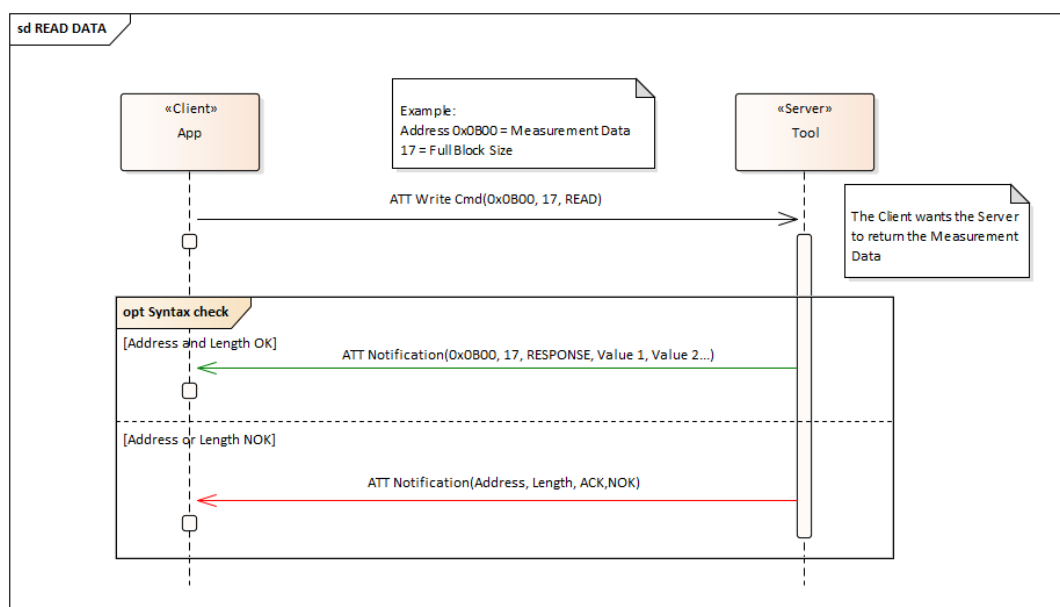 sd READ DATA
«Client»
App
Example:
Address 0x0B00 = Measurement Data
17 = Full Block Size
«Server»
Tool
ATT Write Cmd(0x0B00, 17, READ)
The Client wants the Server
to return the Measurement
Data
opt Syntax check
[Address and Length OK]
ATT Notification(0x0B00, 17, RESPONSE, Value 1, Value 2...)
[Address or Length NOK]
ATT Notification(Address, Length, ACK,NOK)